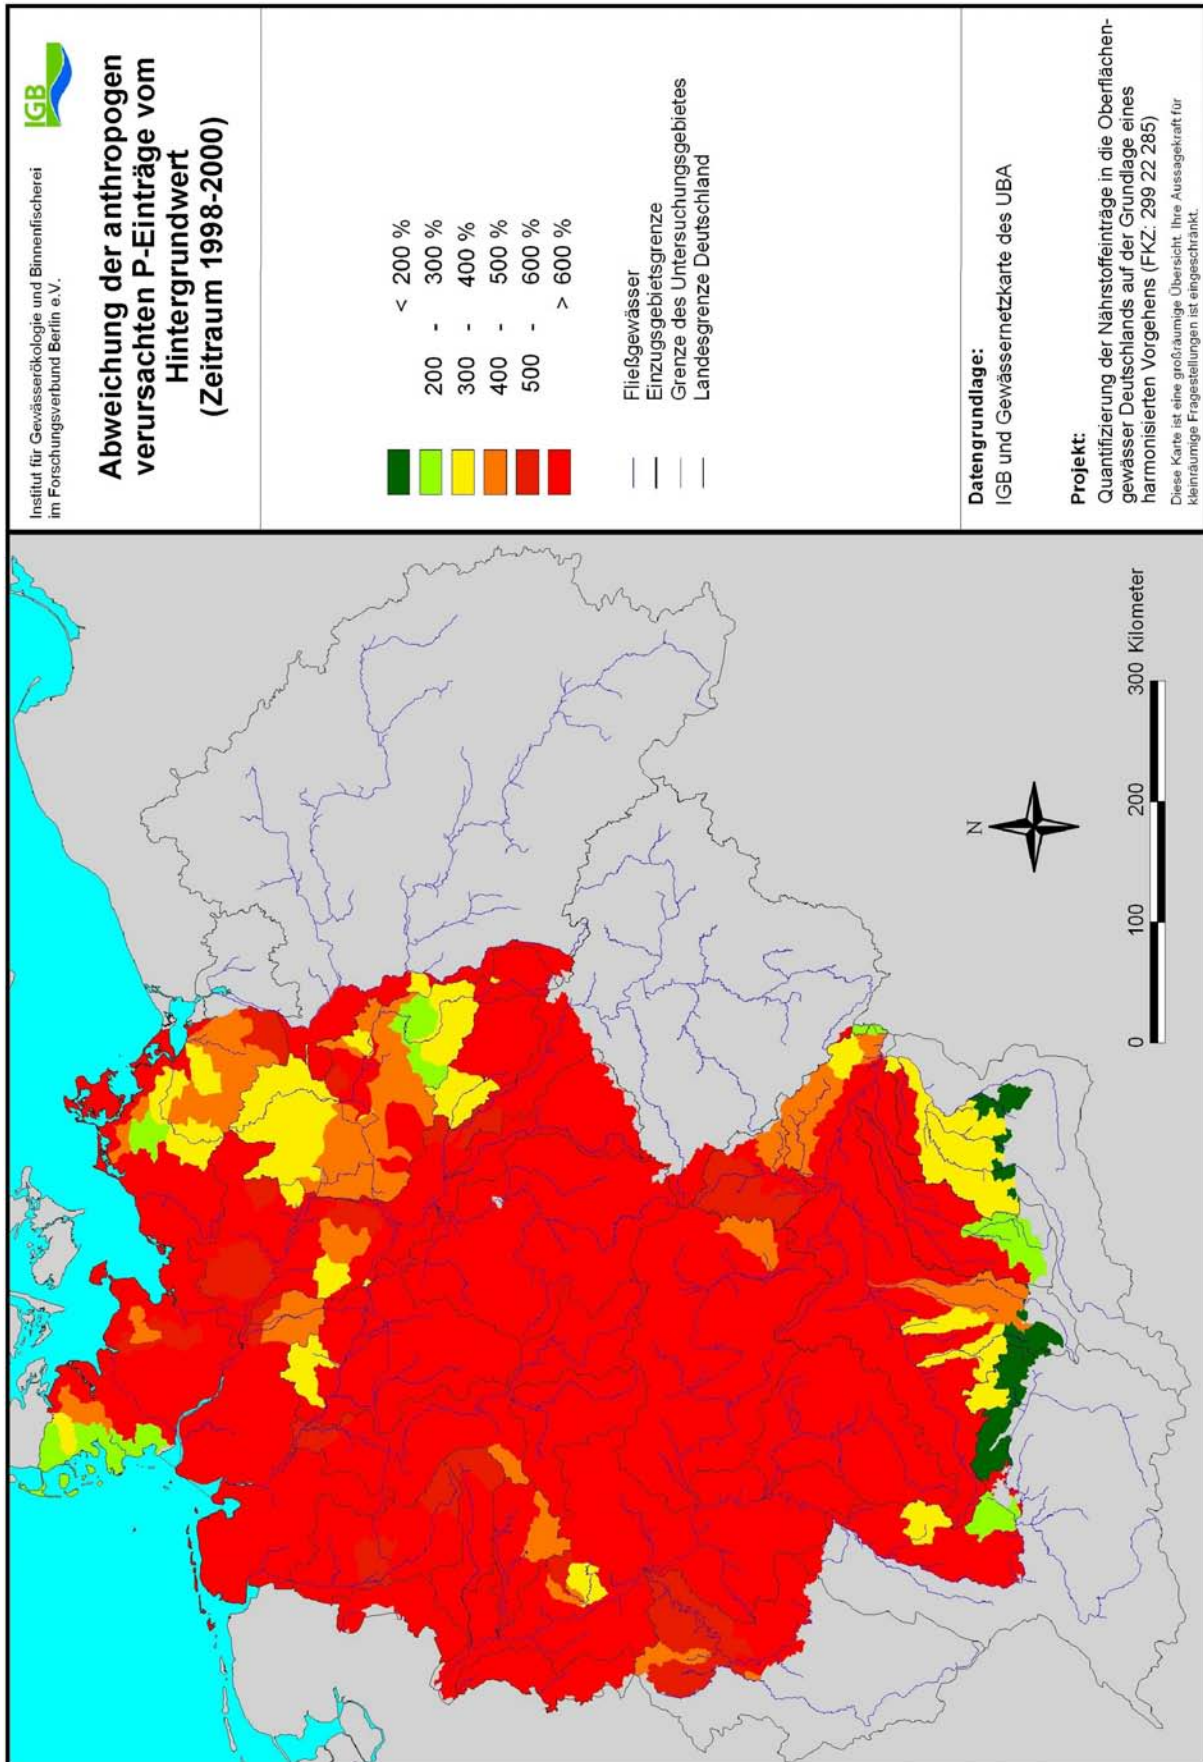 IGB
Institut für Gewässerökologie und Binnenfischerei
im Forschungsverbund Berlin e.V.
Abweichung der anthropogen
verursachten P-Einträge vom
Hintergrundwert
(Zeitraum 1998-2000)
< 200 %
200 - 300 %
300 - 400 %
400 - 500 %
500 - 600 %
> 600 %
Fließgewässer
Einzugsgebietsgrenze
Grenze des Untersuchungsgebietes
Landesgrenze Deutschland
Datengrundlage:
IGB und Gewässernetzkarte des UBA
Projekt:
Quantifizierung der Nährstoffeinträge in die Oberflächen-
gewässer Deutschlands auf der Grundlage eines
harmonisierten Vorgehens (FKZ: 299 22 285)
Diese Karte ist eine großräumige Übersicht. Ihre Aussagekraft für
kleinräumige Fragestellungen ist eingeschränkt.
N
0 100 200 300 Kilometer